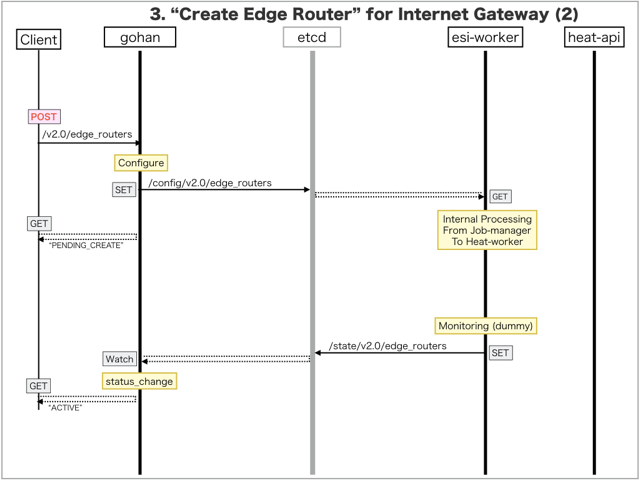 3. “Create Edge Router” for Internet Gateway (2)
Client
gohan
etcd
esi-worker
heat-api
POST
/v2.0/edge_routers
Configure
SET
/config/v2.0/edge_routers
GET
Internal Processing
From Job-manager
To Heat-worker
GET
"PENDING_CREATE"
Monitoring (dummy)
/state/v2.0/edge_routers
SET
Watch
status_change
GET
"ACTIVE"